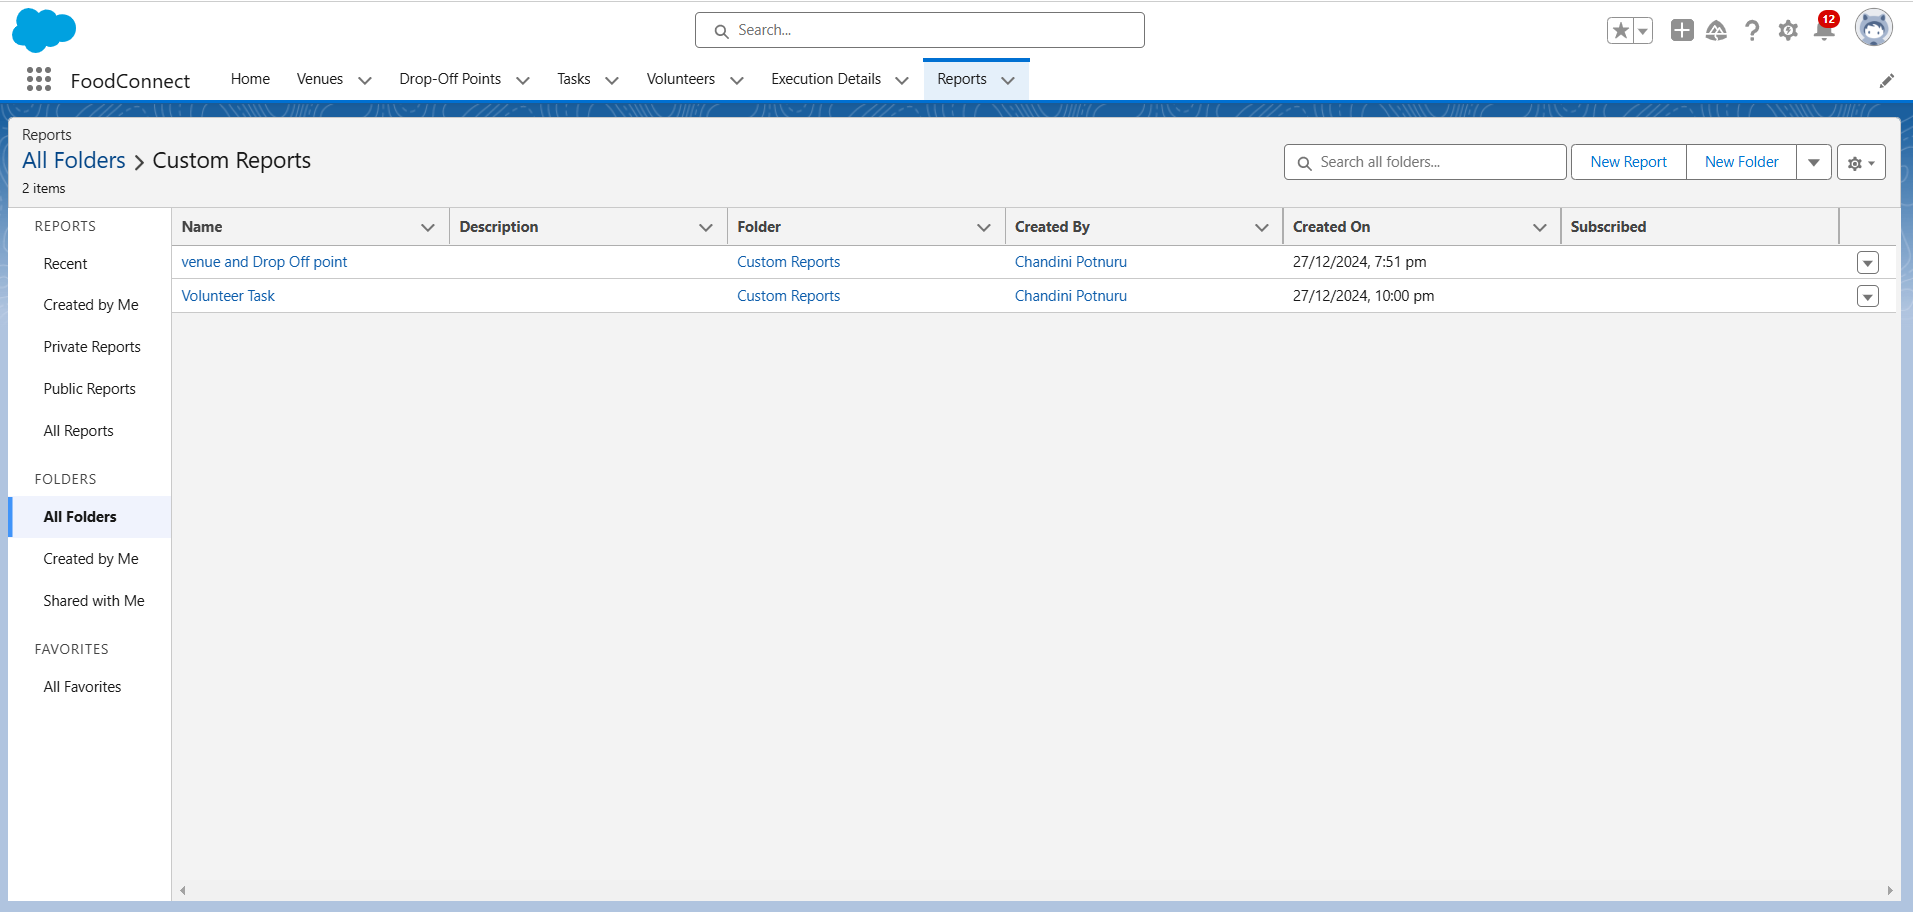 Search...
12
FoodConnect Home Venues Drop-Off Points Tasks Volunteers Execution Details Reports
Reports
All Folders > Custom Reports
2 items
Search all folders...
New Report New Folder
REPORTS
Recent
Created by Me
Private Reports
Public Reports
All Reports
FOLDERS
All Folders
Created by Me
Shared with Me
FAVORITES
All Favorites
Name Description Folder Created By Created On Subscribed
venue and Drop Off point Custom Reports Chandini Potnuru 27/12/2024, 7:51 pm
Volunteer Task Custom Reports Chandini Potnuru 27/12/2024, 10:00 pm